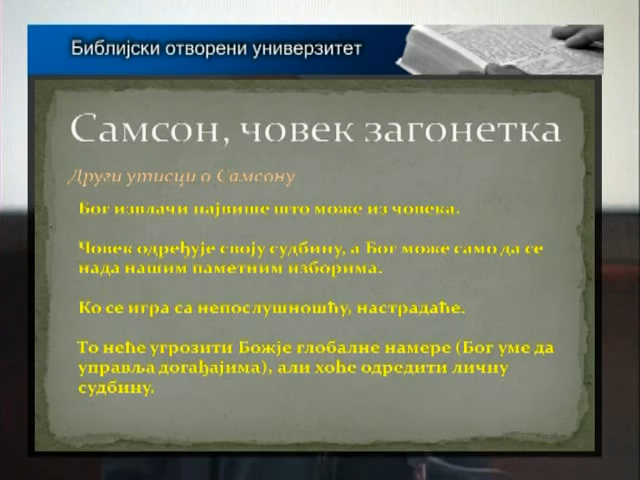 Библијски отворени универзитет
Самсон, човек загонетка
Други утисци о Самсону
Бог извлачи највише што може из човека.
Човек одређује своју судбину, а Бог може само да се
нада нашим паметним изборима.
Ко се игра са непослушношћу, настрадаће.
То неће угрозити Божје глобалне намере (Бог уме да
управља догађајима), али хоће одредити личну
судбину.